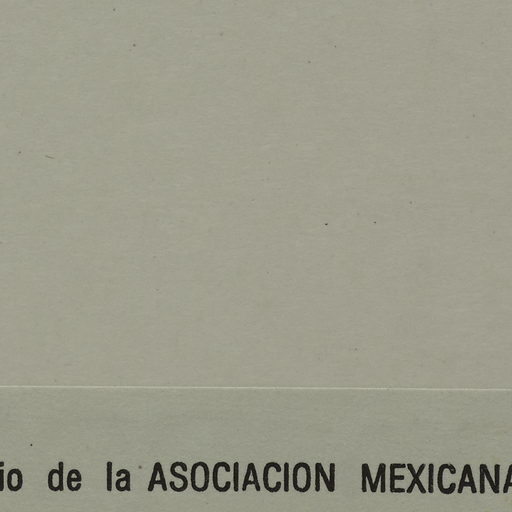 io de la ASOCIACION MEXICANA